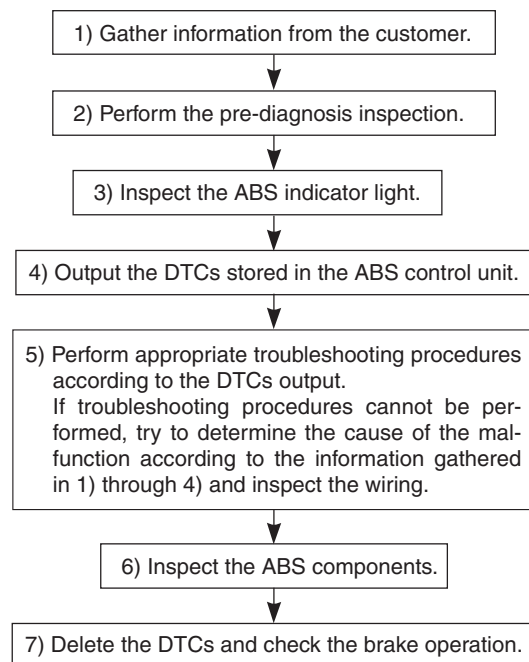 1) Gather information from the customer.
2) Perform the pre-diagnosis inspection.
3) Inspect the ABS indicator light.
4) Output the DTCs stored in the ABS control unit.
5) Perform appropriate troubleshooting procedures
according to the DTCs output.
If troubleshooting procedures cannot be per-
formed, try to determine the cause of the mal-
function according to the information gathered
in 1) through 4) and inspect the wiring.
6) Inspect the ABS components.
7) Delete the DTCs and check the brake operation.